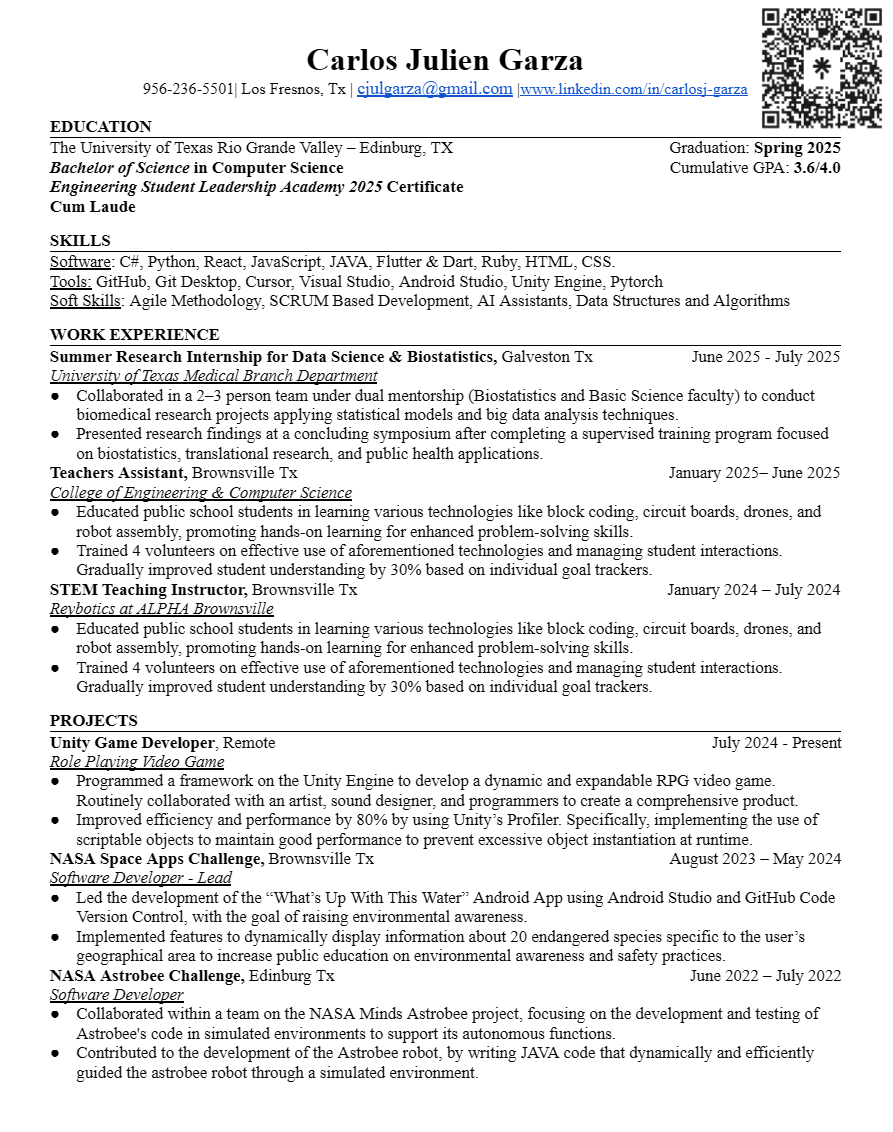 Carlos Julien Garza
956-236-5501| Los Fresnos, Tx | cjulgarza@gmail.com |www.linkedin.com/in/carlosj-garza
EDUCATION
The University of Texas Rio Grande Valley – Edinburg, TX Graduation: Spring 2025
Bachelor of Science in Computer Science Cumulative GPA: 3.6/4.0
Engineering Student Leadership Academy 2025 Certificate
Cum Laude
SKILLS
Software: C#, Python, React, JavaScript, JAVA, Flutter & Dart, Ruby, HTML, CSS.
Tools: GitHub, Git Desktop, Cursor, Visual Studio, Android Studio, Unity Engine, Pytorch
Soft Skills: Agile Methodology, SCRUM Based Development, AI Assistants, Data Structures and Algorithms
WORK EXPERIENCE
Summer Research Internship for Data Science & Biostatistics, Galveston Tx June 2025 - July 2025
University of Texas Medical Branch Department
● Collaborated in a 2–3 person team under dual mentorship (Biostatistics and Basic Science faculty) to conduct
biomedical research projects applying statistical models and big data analysis techniques.
● Presented research findings at a concluding symposium after completing a supervised training program focused
on biostatistics, translational research, and public health applications.
Teachers Assistant, Brownsville Tx January 2025– June 2025
College of Engineering & Computer Science
● Educated public school students in learning various technologies like block coding, circuit boards, drones, and
robot assembly, promoting hands-on learning for enhanced problem-solving skills.
● Trained 4 volunteers on effective use of aforementioned technologies and managing student interactions.
Gradually improved student understanding by 30% based on individual goal trackers.
STEM Teaching Instructor, Brownsville Tx January 2024 – July 2024
Reybotics at ALPHA Brownsville
● Educated public school students in learning various technologies like block coding, circuit boards, drones, and
robot assembly, promoting hands-on learning for enhanced problem-solving skills.
● Trained 4 volunteers on effective use of aforementioned technologies and managing student interactions.
Gradually improved student understanding by 30% based on individual goal trackers.
PROJECTS
Unity Game Developer, Remote July 2024 - Present
Role Playing Video Game
● Programmed a framework on the Unity Engine to develop a dynamic and expandable RPG video game.
Routinely collaborated with an artist, sound designer, and programmers to create a comprehensive product.
● Improved efficiency and performance by 80% by using Unity’s Profiler. Specifically, implementing the use of
scriptable objects to maintain good performance to prevent excessive object instantiation at runtime.
NASA Space Apps Challenge, Brownsville Tx August 2023 – May 2024
Software Developer - Lead
● Led the development of the “What’s Up With This Water” Android App using Android Studio and GitHub Code
Version Control, with the goal of raising environmental awareness.
● Implemented features to dynamically display information about 20 endangered species specific to the user’s
geographical area to increase public education on environmental awareness and safety practices.
NASA Astrobee Challenge, Edinburg Tx June 2022 – July 2022
Software Developer
● Collaborated within a team on the NASA Minds Astrobee project, focusing on the development and testing of
Astrobee's code in simulated environments to support its autonomous functions.
● Contributed to the development of the Astrobee robot, by writing JAVA code that dynamically and efficiently
guided the astrobee robot through a simulated environment.